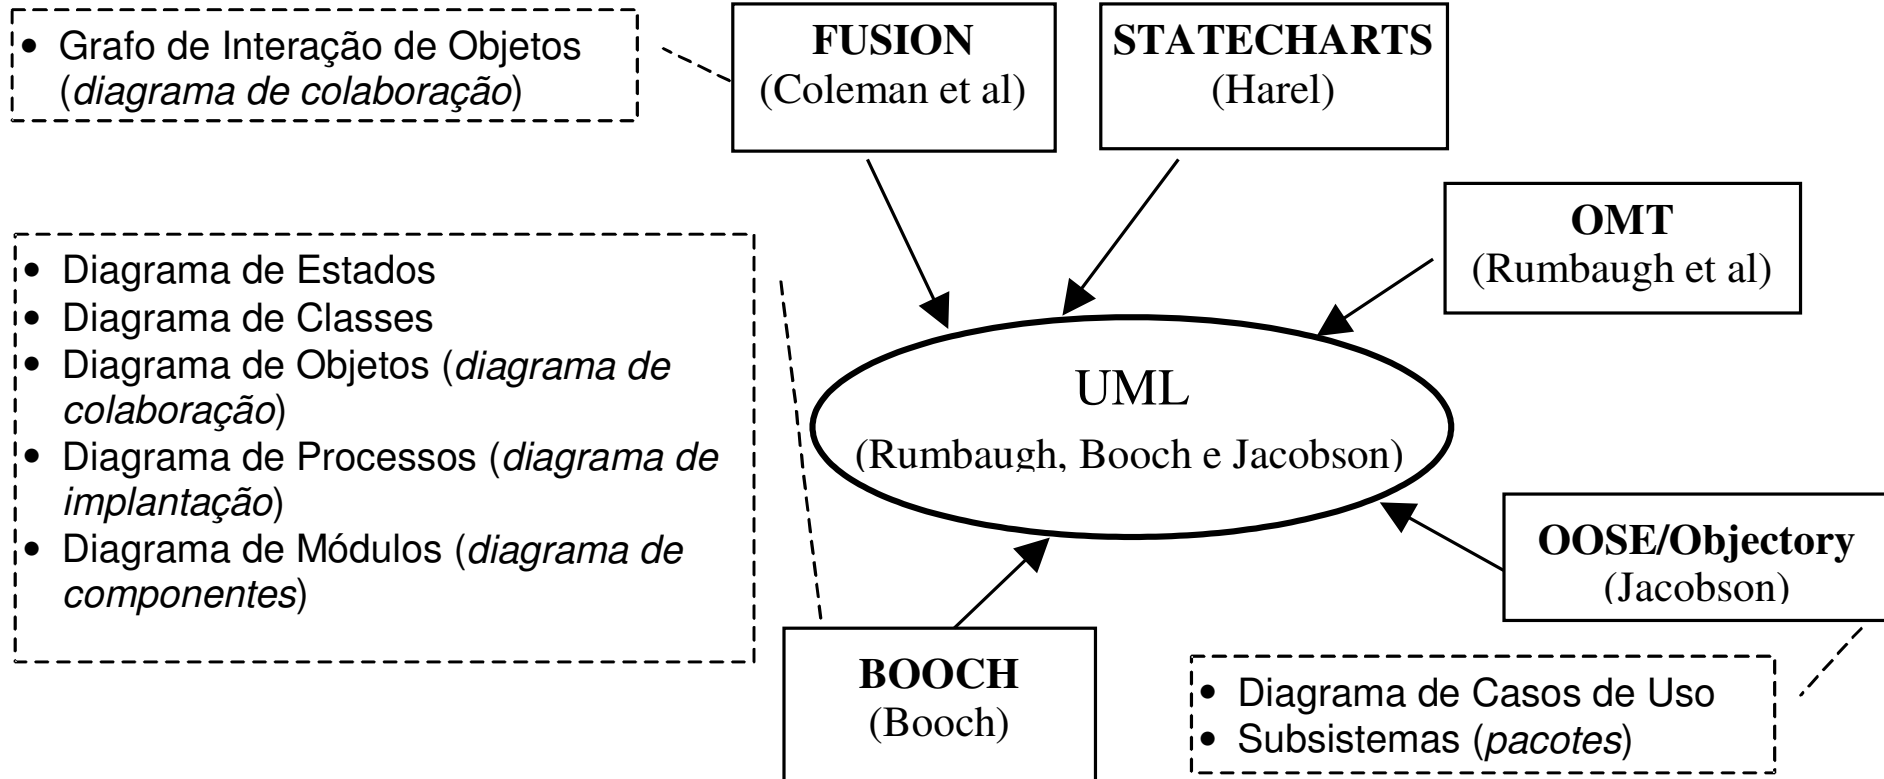 • Grafo de Interação de Objetos
(diagrama de colaboração)
FUSION
(Coleman et al)
STATECHARTS
(Harel)
OMT
(Rumbaugh et al)
• Diagrama de Estados
• Diagrama de Classes
• Diagrama de Objetos (diagrama de
colaboração)
• Diagrama de Processos (diagrama de
implantação)
• Diagrama de Módulos (diagrama de
componentes)
UML
(Rumbaugh, Booch e Jacobson)
OOSE/Objectory
(Jacobson)
BOOCH
(Booch)
• Diagrama de Casos de Uso
• Subsistemas (pacotes)